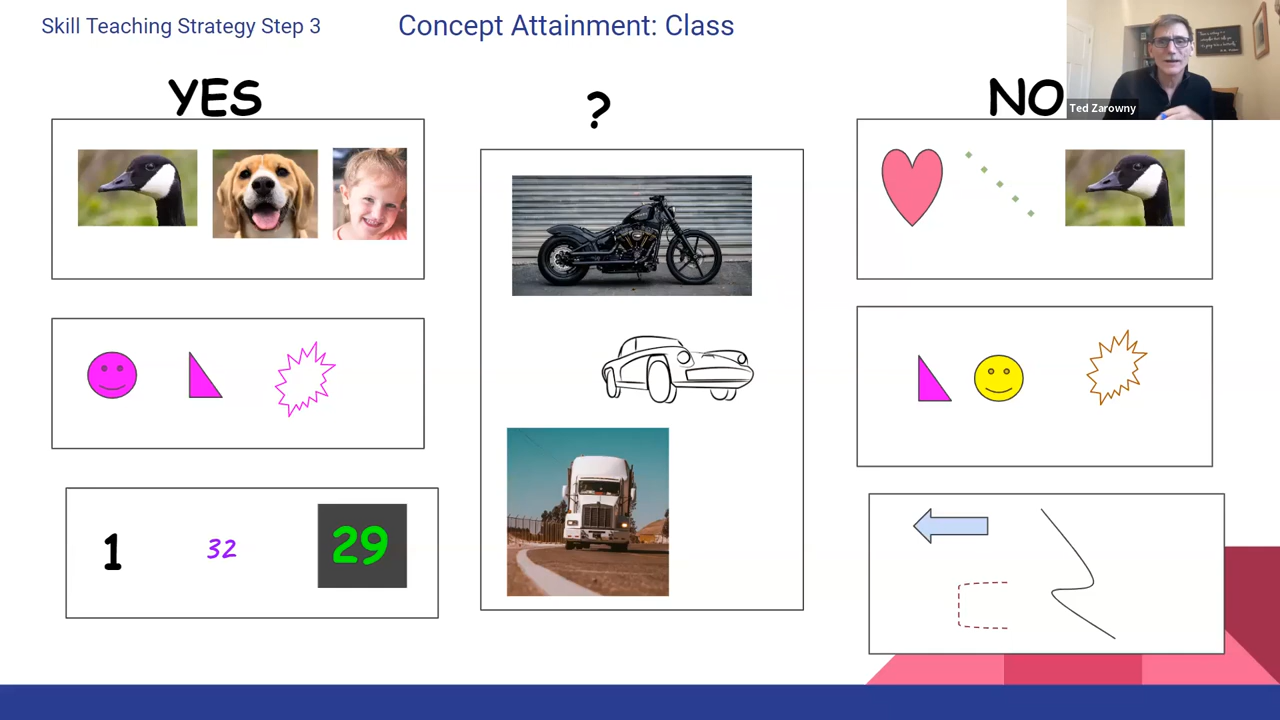 Skill Teaching Strategy Step 3
Concept Attainment: Class
YES
?
NO
Ted Zarowny
1
32
29